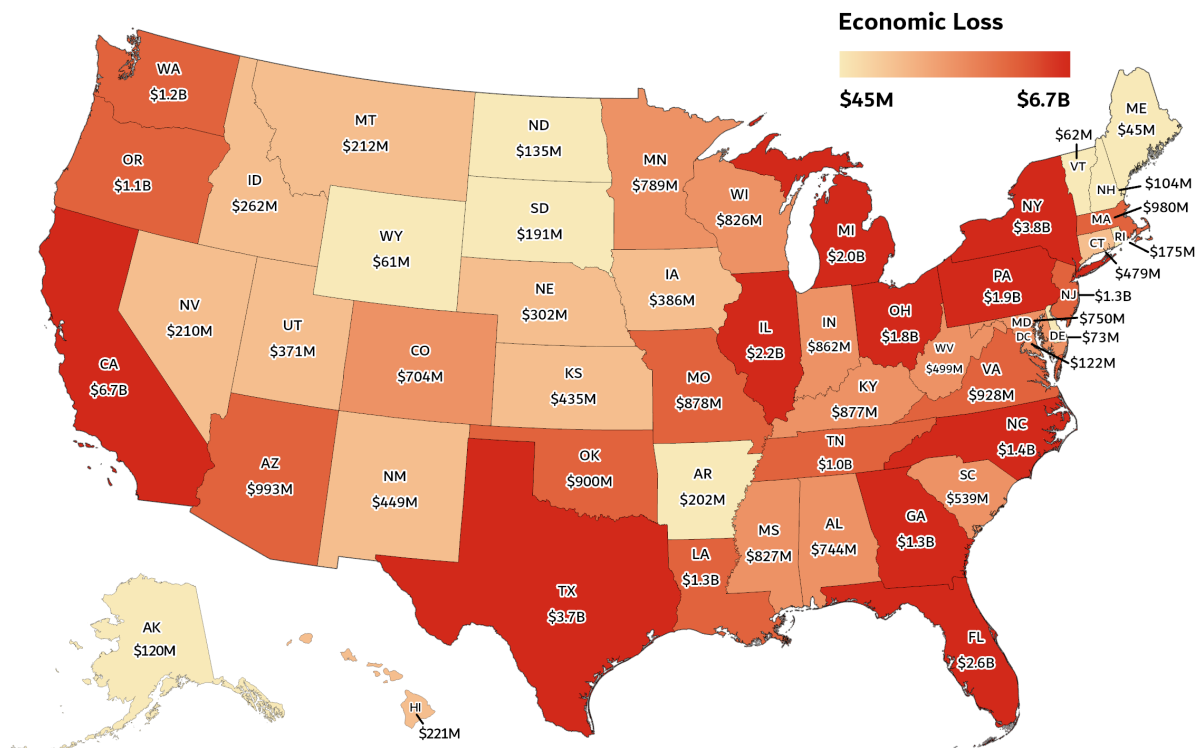 Economic Loss
$45M
$6.7B
WA
$1.2B
OR
$1.1B
CA
$6.7B
ID
$262M
NV
$210M
MT
$212M
WY
$61M
UT
$371M
CO
$704M
AZ
$993M
NM
$449M
ND
$135M
SD
$191M
NE
$302M
KS
$435M
OK
$900M
TX
$3.7B
MN
$789M
IA
$386M
MO
$878M
AR
$202M
LA
$1.3B
WI
$826M
IL
$2.2B
MI
$2.0B
IN
$862M
OH
$1.8B
KY
$877M
TN
$1.0B
MS
$827M
AL
$744M
GA
$1.3B
FL
$2.6B
SC
$539M
NC
$1.4B
VA
$928M
WV
$499M
PA
$1.9B
NY
$3.8B
ME
$45M
$62M
VT
NH
$104M
MA
$980M
RI
$175M
CT
$479M
NJ
$1.3B
MD
$750M
DE
$73M
DC
$122M
AK
$120M
HI
$221M